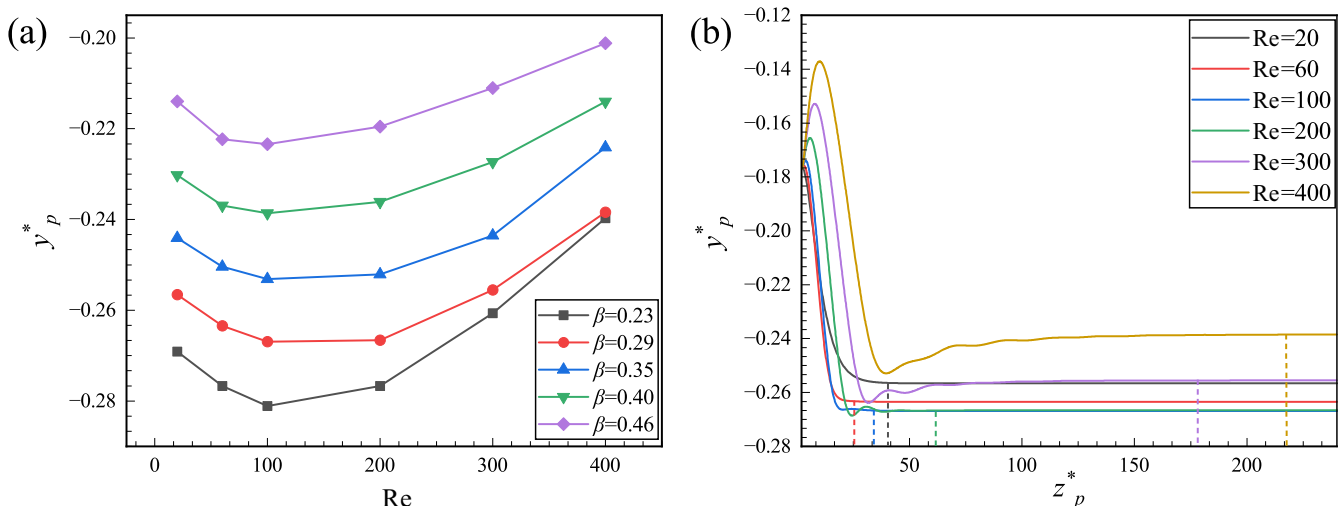 (a)
−0.20
−0.22
−0.24
−0.26
−0.28
y*p
0
100
200
300
400
Re
β=0.23
β=0.29
β=0.35
β=0.40
β=0.46
(b)
−0.12
−0.14
−0.16
−0.18
−0.20
−0.22
−0.24
−0.26
−0.28
y*p
50
100
150
200
z*p
Re=20
Re=60
Re=100
Re=200
Re=300
Re=400